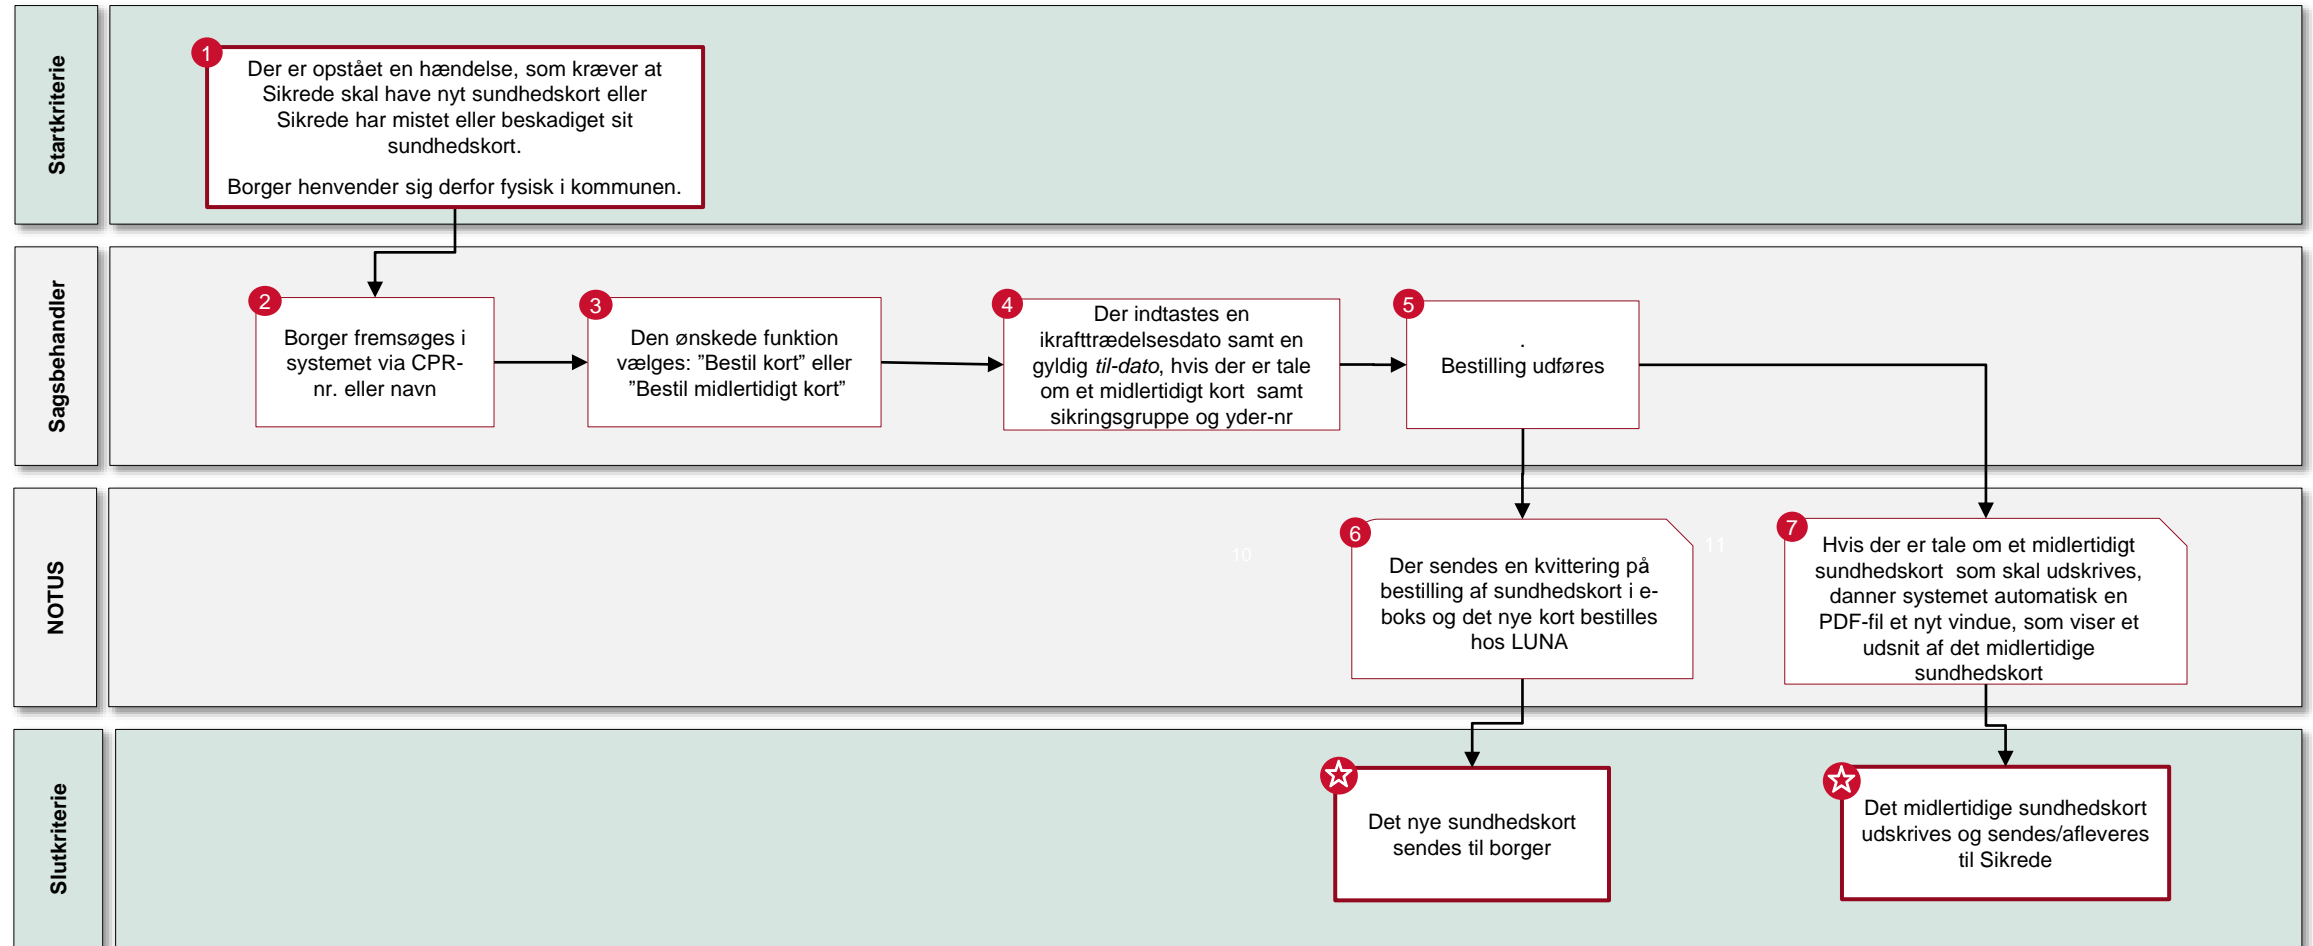 Startkriterie
1
Der er opstået en hændelse, som kræver at
Sikrede skal have nyt sundhedskort eller
Sikrede har mistet eller beskadiget sit
sundhedskort.
Borger henvender sig derfor fysisk i kommunen.
Sagsbehandler
2
Borger fremsøges i
systemet via CPR-
nr. eller navn
3
Den ønskede funktion
vælges: ”Bestil kort” eller
”Bestil midlertidigt kort”
4
Der indtastes en
ikrafttrædelsesdato samt en
gyldig til-dato, hvis der er tale
om et midlertidigt kort  samt
sikringsgruppe og yder-nr
5
.
Bestilling udføres
NOTUS
10
6
Der sendes en kvittering på
bestilling af sundhedskort i e-
boks og det nye kort bestilles
hos LUNA
11
7
Hvis der er tale om et midlertidigt
sundhedskort  som skal udskrives,
danner systemet automatisk en
PDF-fil et nyt vindue, som viser et
udsnit af det midlertidige
sundhedskort
Slutkriterie
Det nye sundhedskort
sendes til borger
Det midlertidige sundhedskort
udskrives og sendes/afleveres
til Sikrede